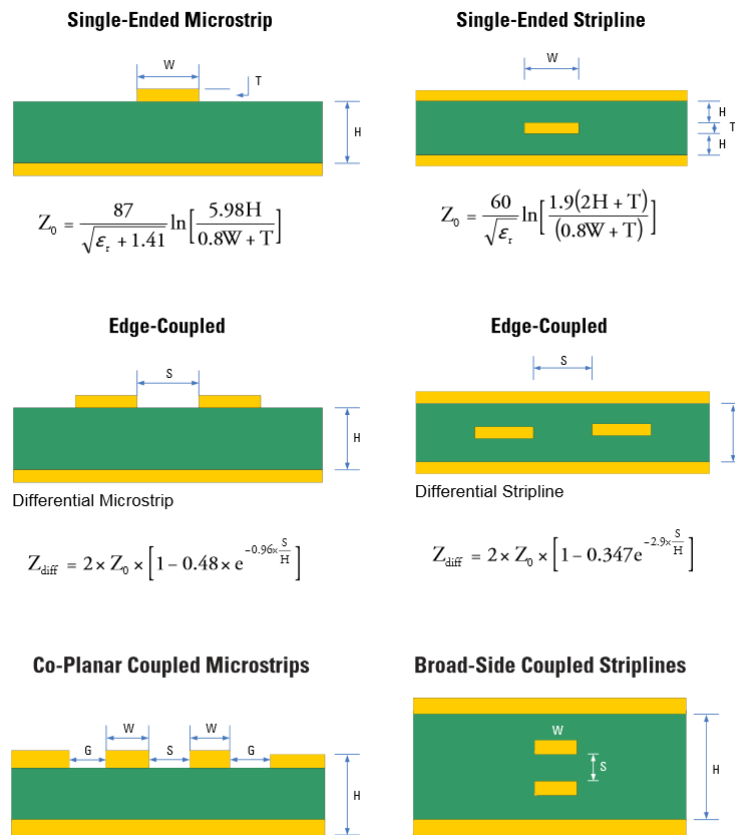 Single-Ended Microstrip
W
T
H
Z₀ = 87 / √(εᵣ + 1.41) ln[5.98H / 0.8W + T]
Single-Ended Stripline
W
H
T
H
Z₀ = 60 / √εᵣ ln[1.9(2H + T) / (0.8W + T)]
Edge-Coupled
S
H
Differential Microstrip
Z_diff = 2 × Z₀ × [1 − 0.48 × e^(−0.96×S/H)]
Edge-Coupled
S
Differential Stripline
Z_diff = 2 × Z₀ × [1 − 0.347e^(−2.9×S/H)]
Co-Planar Coupled Microstrips
W W
G S G
H
Broad-Side Coupled Striplines
W
S
H